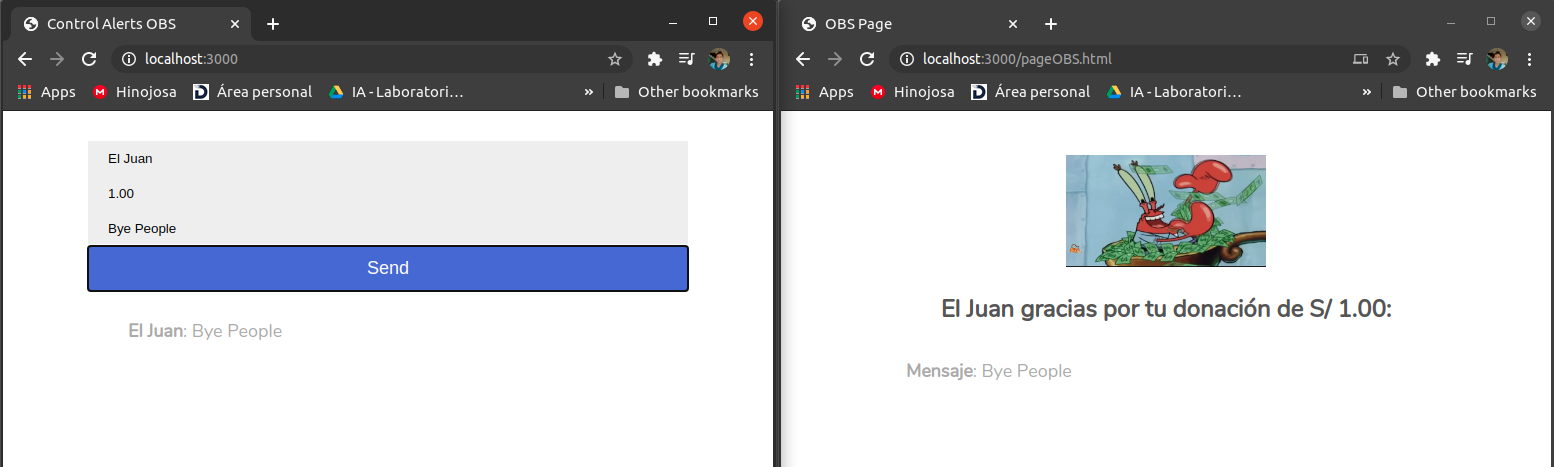 Control Alerts OBS
localhost:3000
Apps Hinojosa Área personal IA - Laboratori… » Other bookmarks
El Juan
1.00
Bye People
Send
El Juan: Bye People
OBS Page
localhost:3000/pageOBS.html
Apps Hinojosa Área personal IA - Laboratori… » Other bookmarks
El Juan gracias por tu donación de S/ 1.00:
Mensaje: Bye People